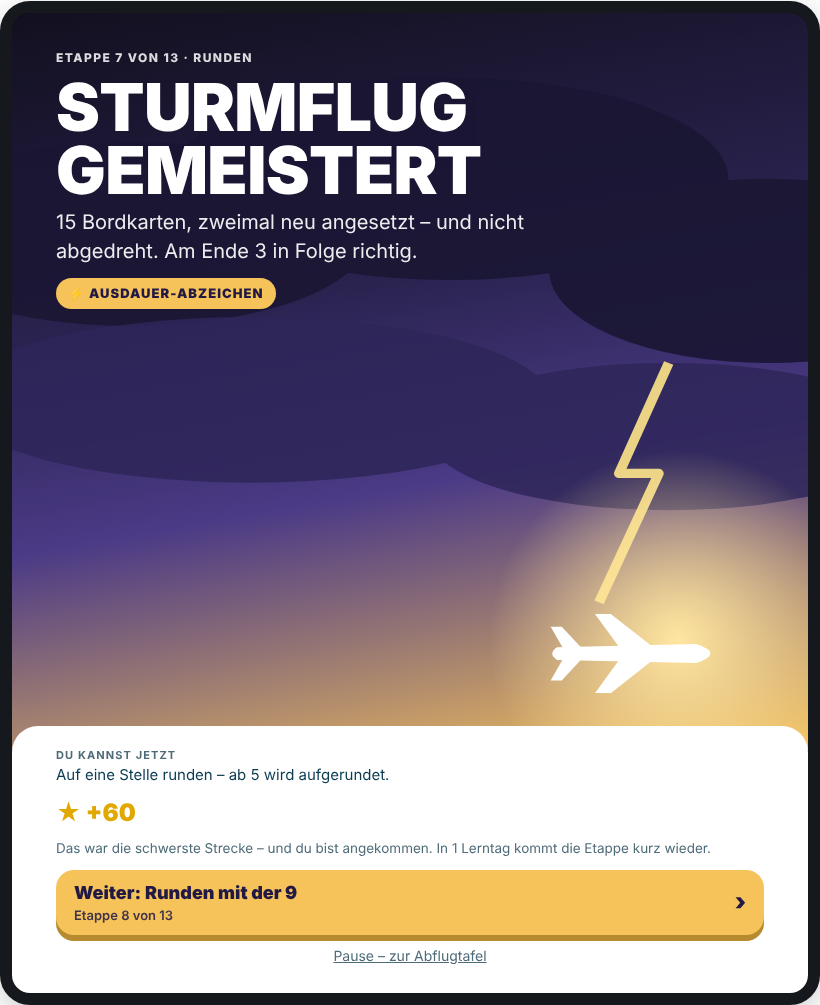 ETAPPE 7 VON 13 · RUNDEN
STURMFLUG
GEMEISTERT
15 Bordkarten, zweimal neu angesetzt – und nicht
abgedreht. Am Ende 3 in Folge richtig.
⚡ AUSDAUER-ABZEICHEN
DU KANNST JETZT
Auf eine Stelle runden – ab 5 wird aufgerundet.
★ +60
Das war die schwerste Strecke – und du bist angekommen. In 1 Lerntag kommt die Etappe kurz wieder.
Weiter: Runden mit der 9
Etappe 8 von 13
›
Pause – zur Abflugtafel